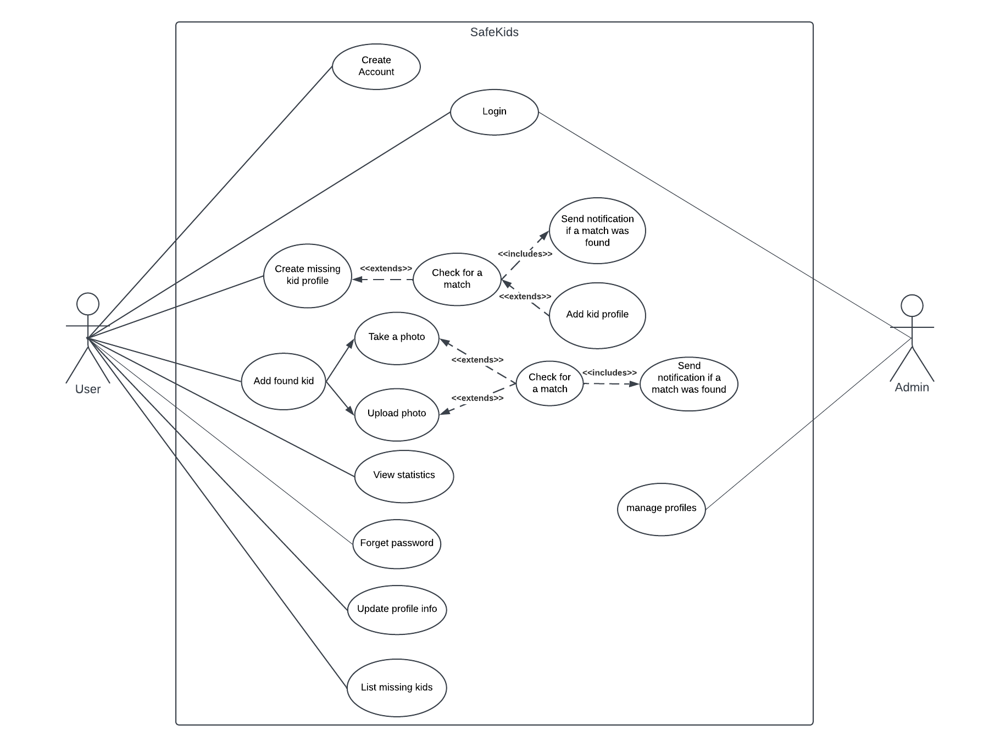 SafeKids
Create
Account
Login
Send notification
if a match was
found
<<includes>>
Create missing
kid profile
<<extends>>
Check for a
match
<<extends>>
Add kid profile
Take a photo
<<extends>>
Add found kid
Check for
a match
<<includes>>
Send
notification if a
match was found
User
Admin
<<extends>>
Upload photo
View statistics
manage profiles
Forget password
Update profile info
List missing kids